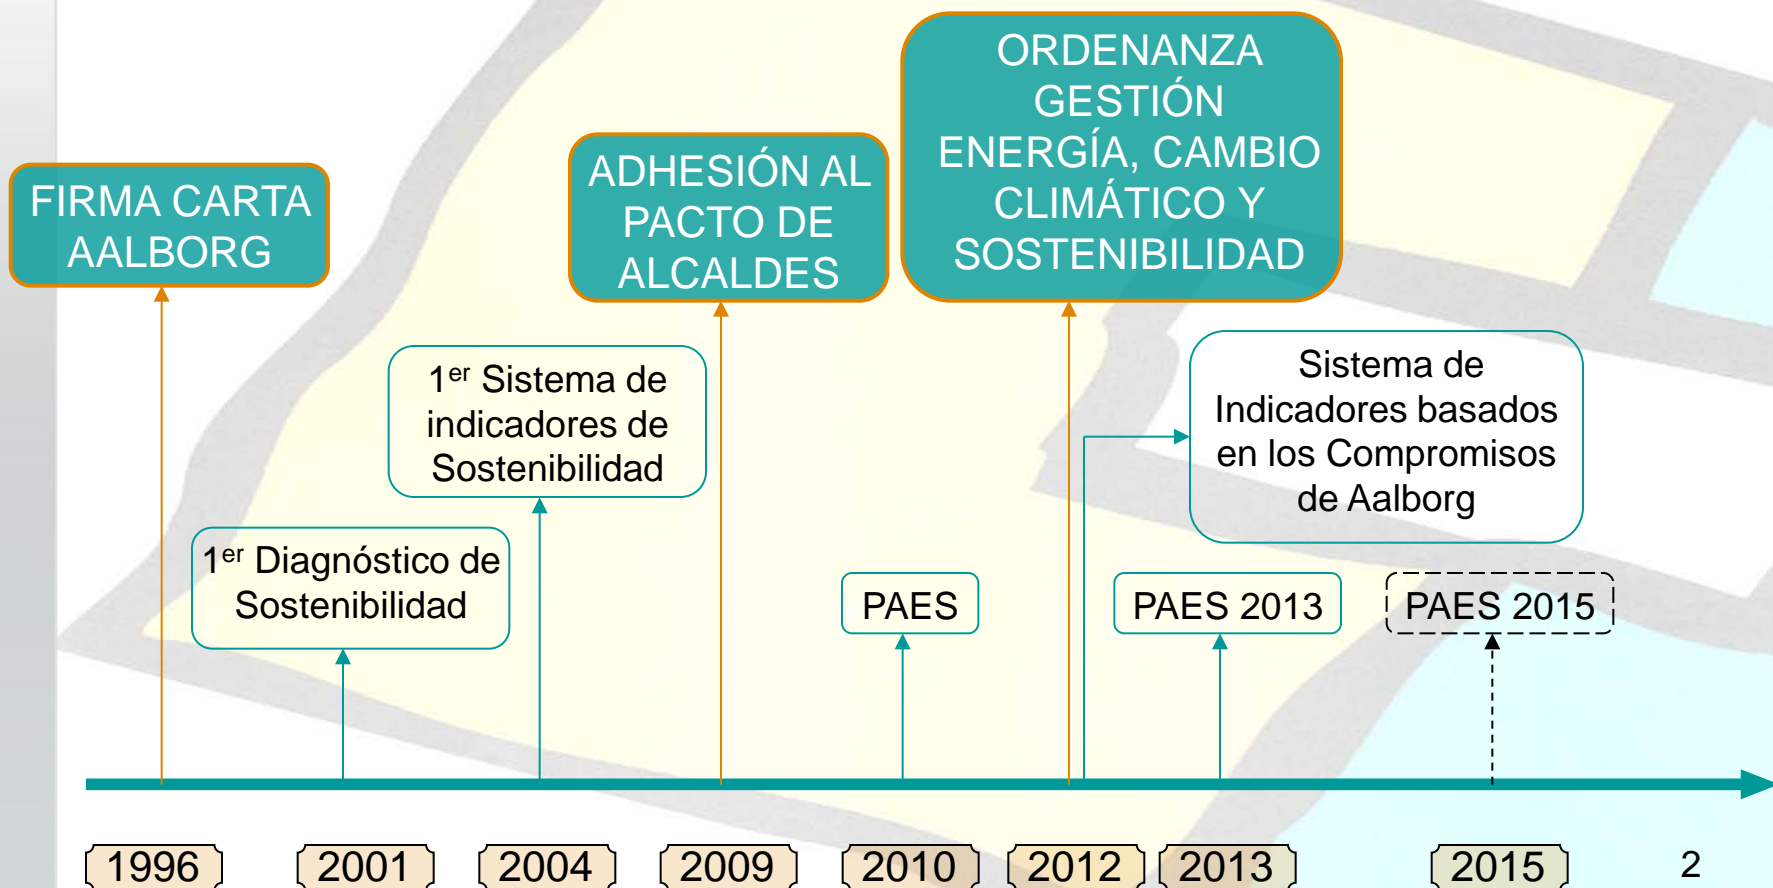 ORDENANZA
GESTIÓN
ENERGÍA, CAMBIO
CLIMÁTICO Y
SOSTENIBILIDAD
ADHESIÓN AL
PACTO DE
ALCALDES
FIRMA CARTA
AALBORG
1er Sistema de
indicadores de
Sostenibilidad
Sistema de
Indicadores basados
en los Compromisos
de Aalborg
1er Diagnóstico de
Sostenibilidad
PAES
PAES 2013
PAES 2015
1996
2001
2004
2009
2010
2012
2013
2015
2